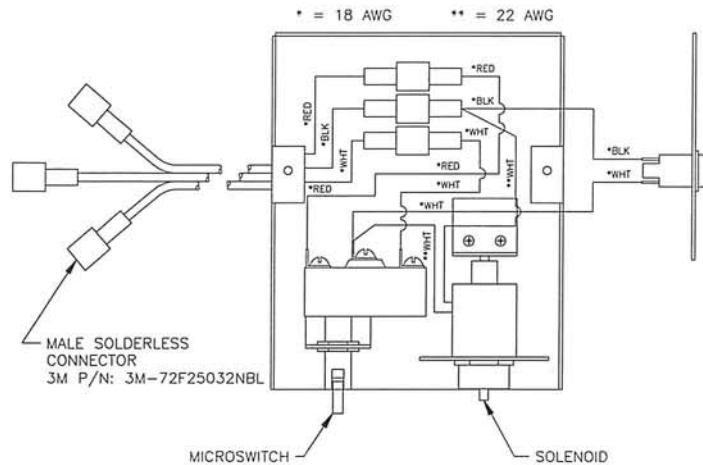 * = 18 AWG
** = 22 AWG
*RED
*RED
*BLK
*BLK
*WHT
*WHT
*BLK
*RED
*RED
*WHT
**WHT
*WHT
*WHT
**WHT
MALE SOLDERLESS
CONNECTOR
3M P/N: 3M-72F25032NBL
MICROSWITCH
SOLENOID